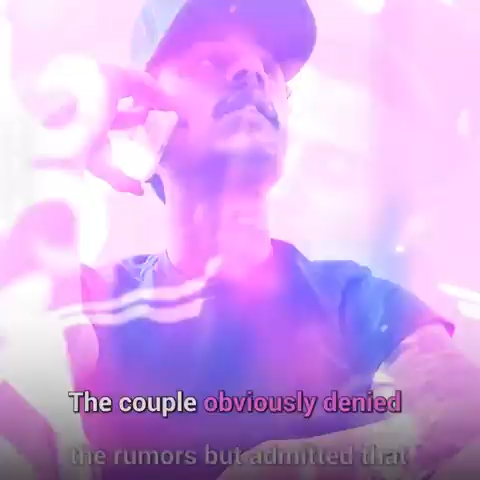 The couple obviously denied
the rumors but admitted that